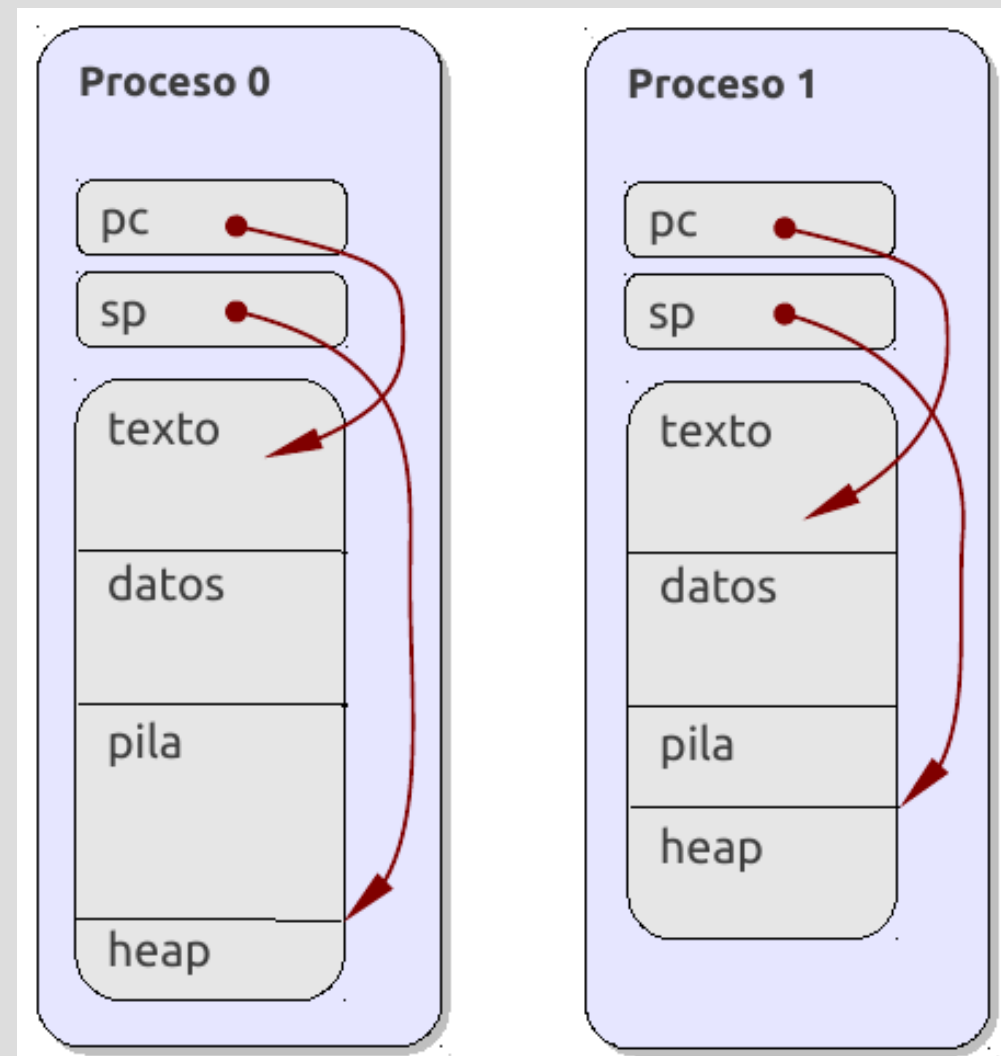 Proceso 0
pc
sp
texto
datos
pila
heap
Proceso 1
pc
sp
texto
datos
pila
heap